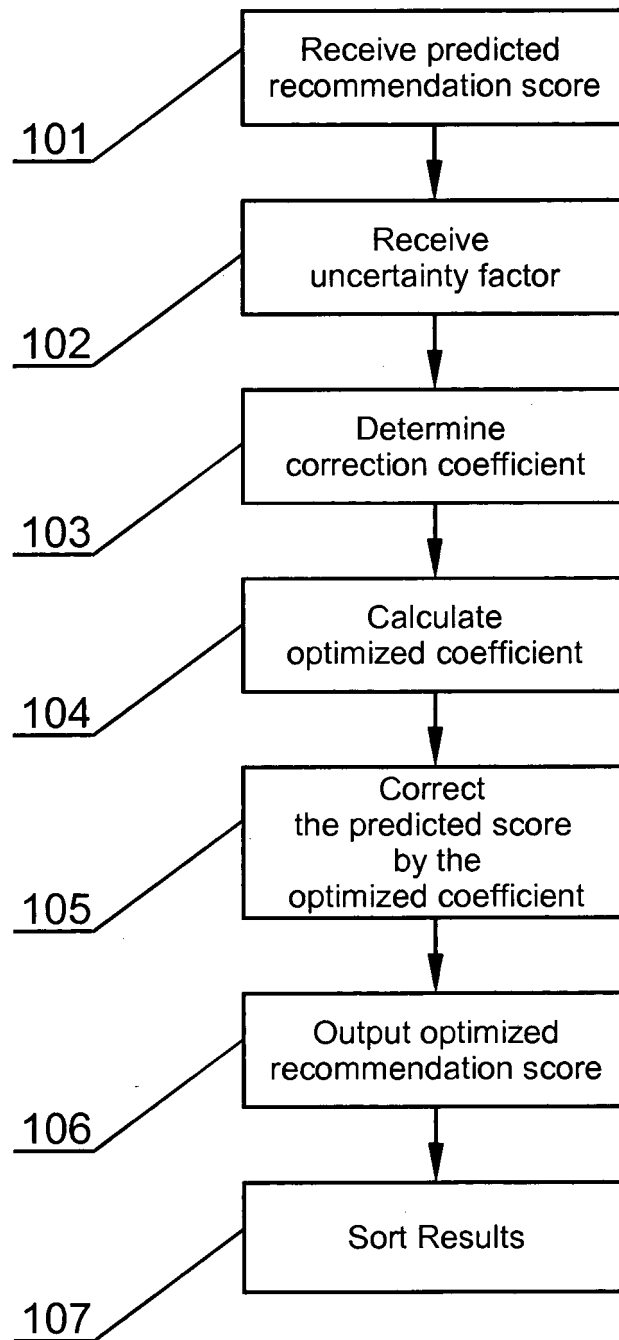 Receive predicted
recommendation score
101
Receive
uncertainty factor
102
Determine
correction coefficient
103
Calculate
optimized coefficient
104
Correct
the predicted score
by the
optimized coefficient
105
Output optimized
recommendation score
106
Sort Results
107